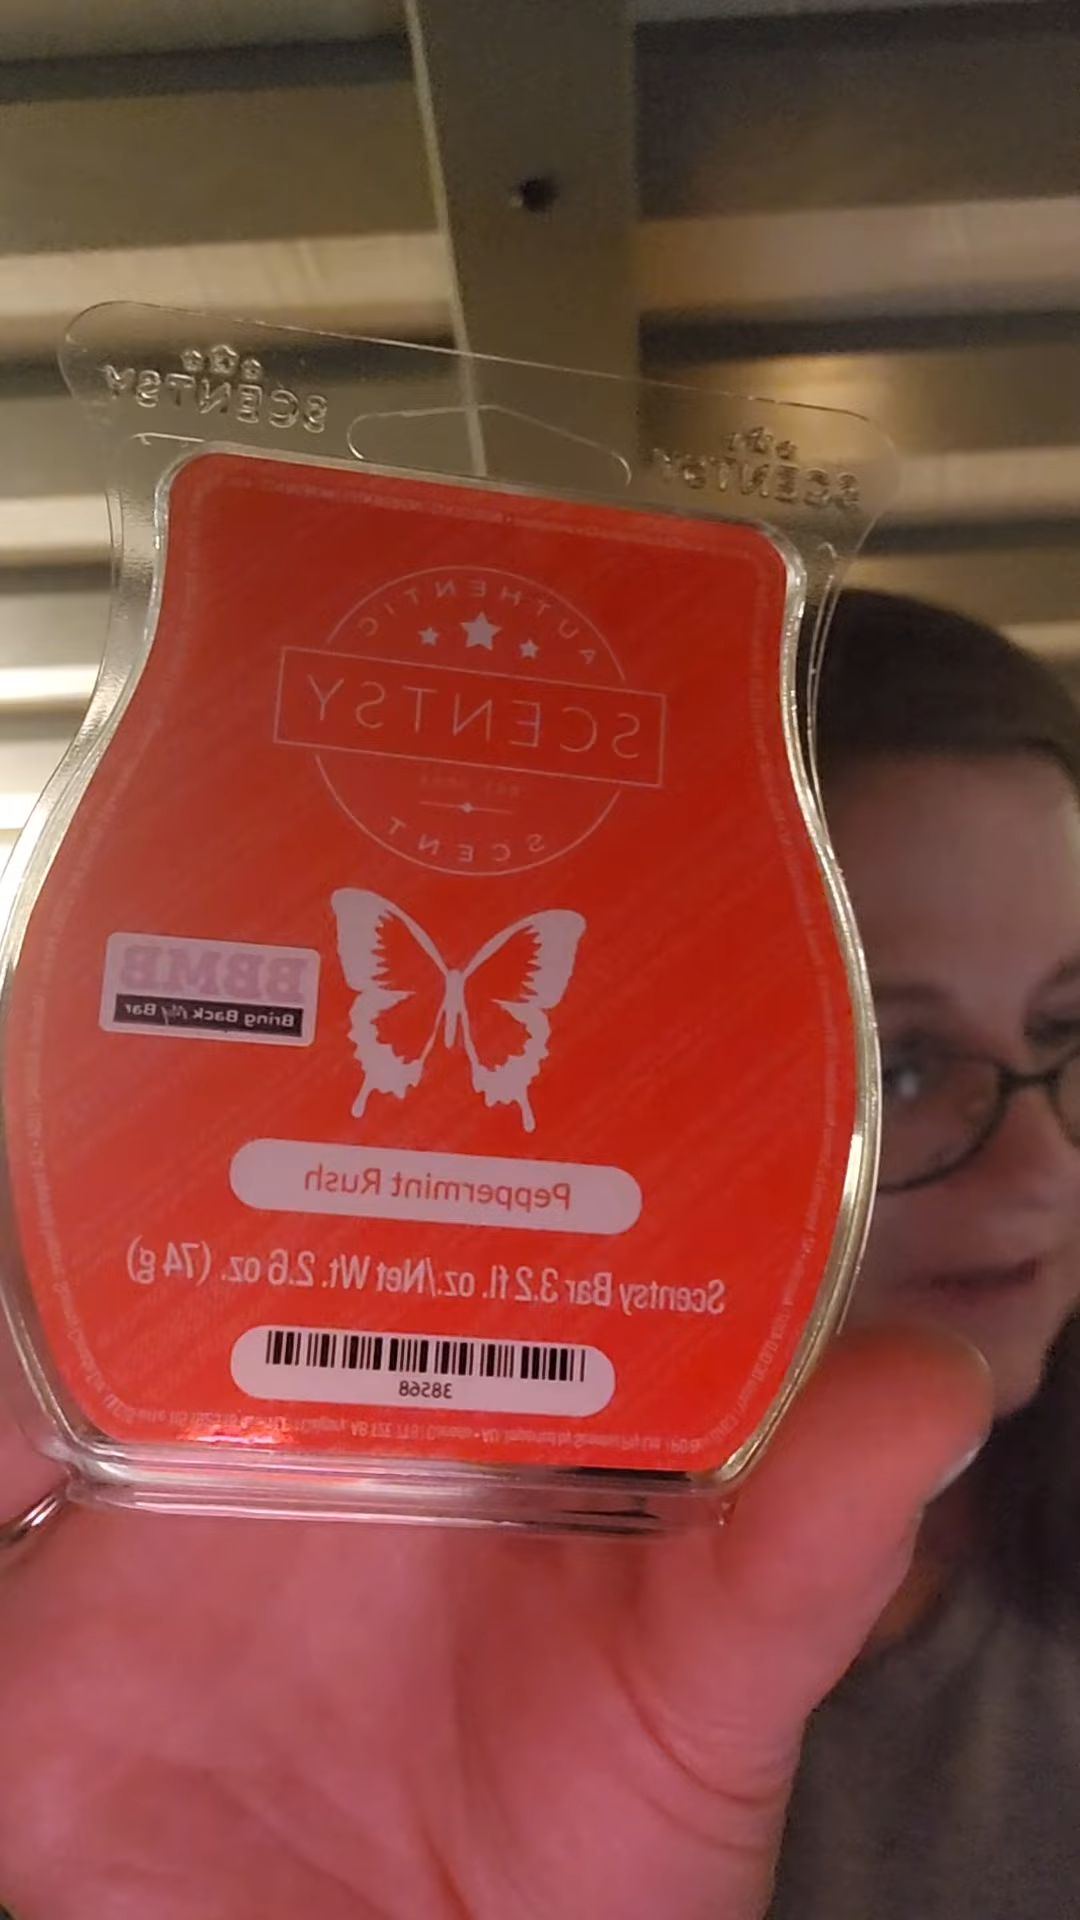 SCENTSY
SCENTSY
AUTHENTIC
SCENTSY
SCENT
BBMB
Bring Back My Bar
Peppermint Rush
Scentsy Bar 3.2 fl. oz./Net Wt. 2.6 oz. (74 g)
38568